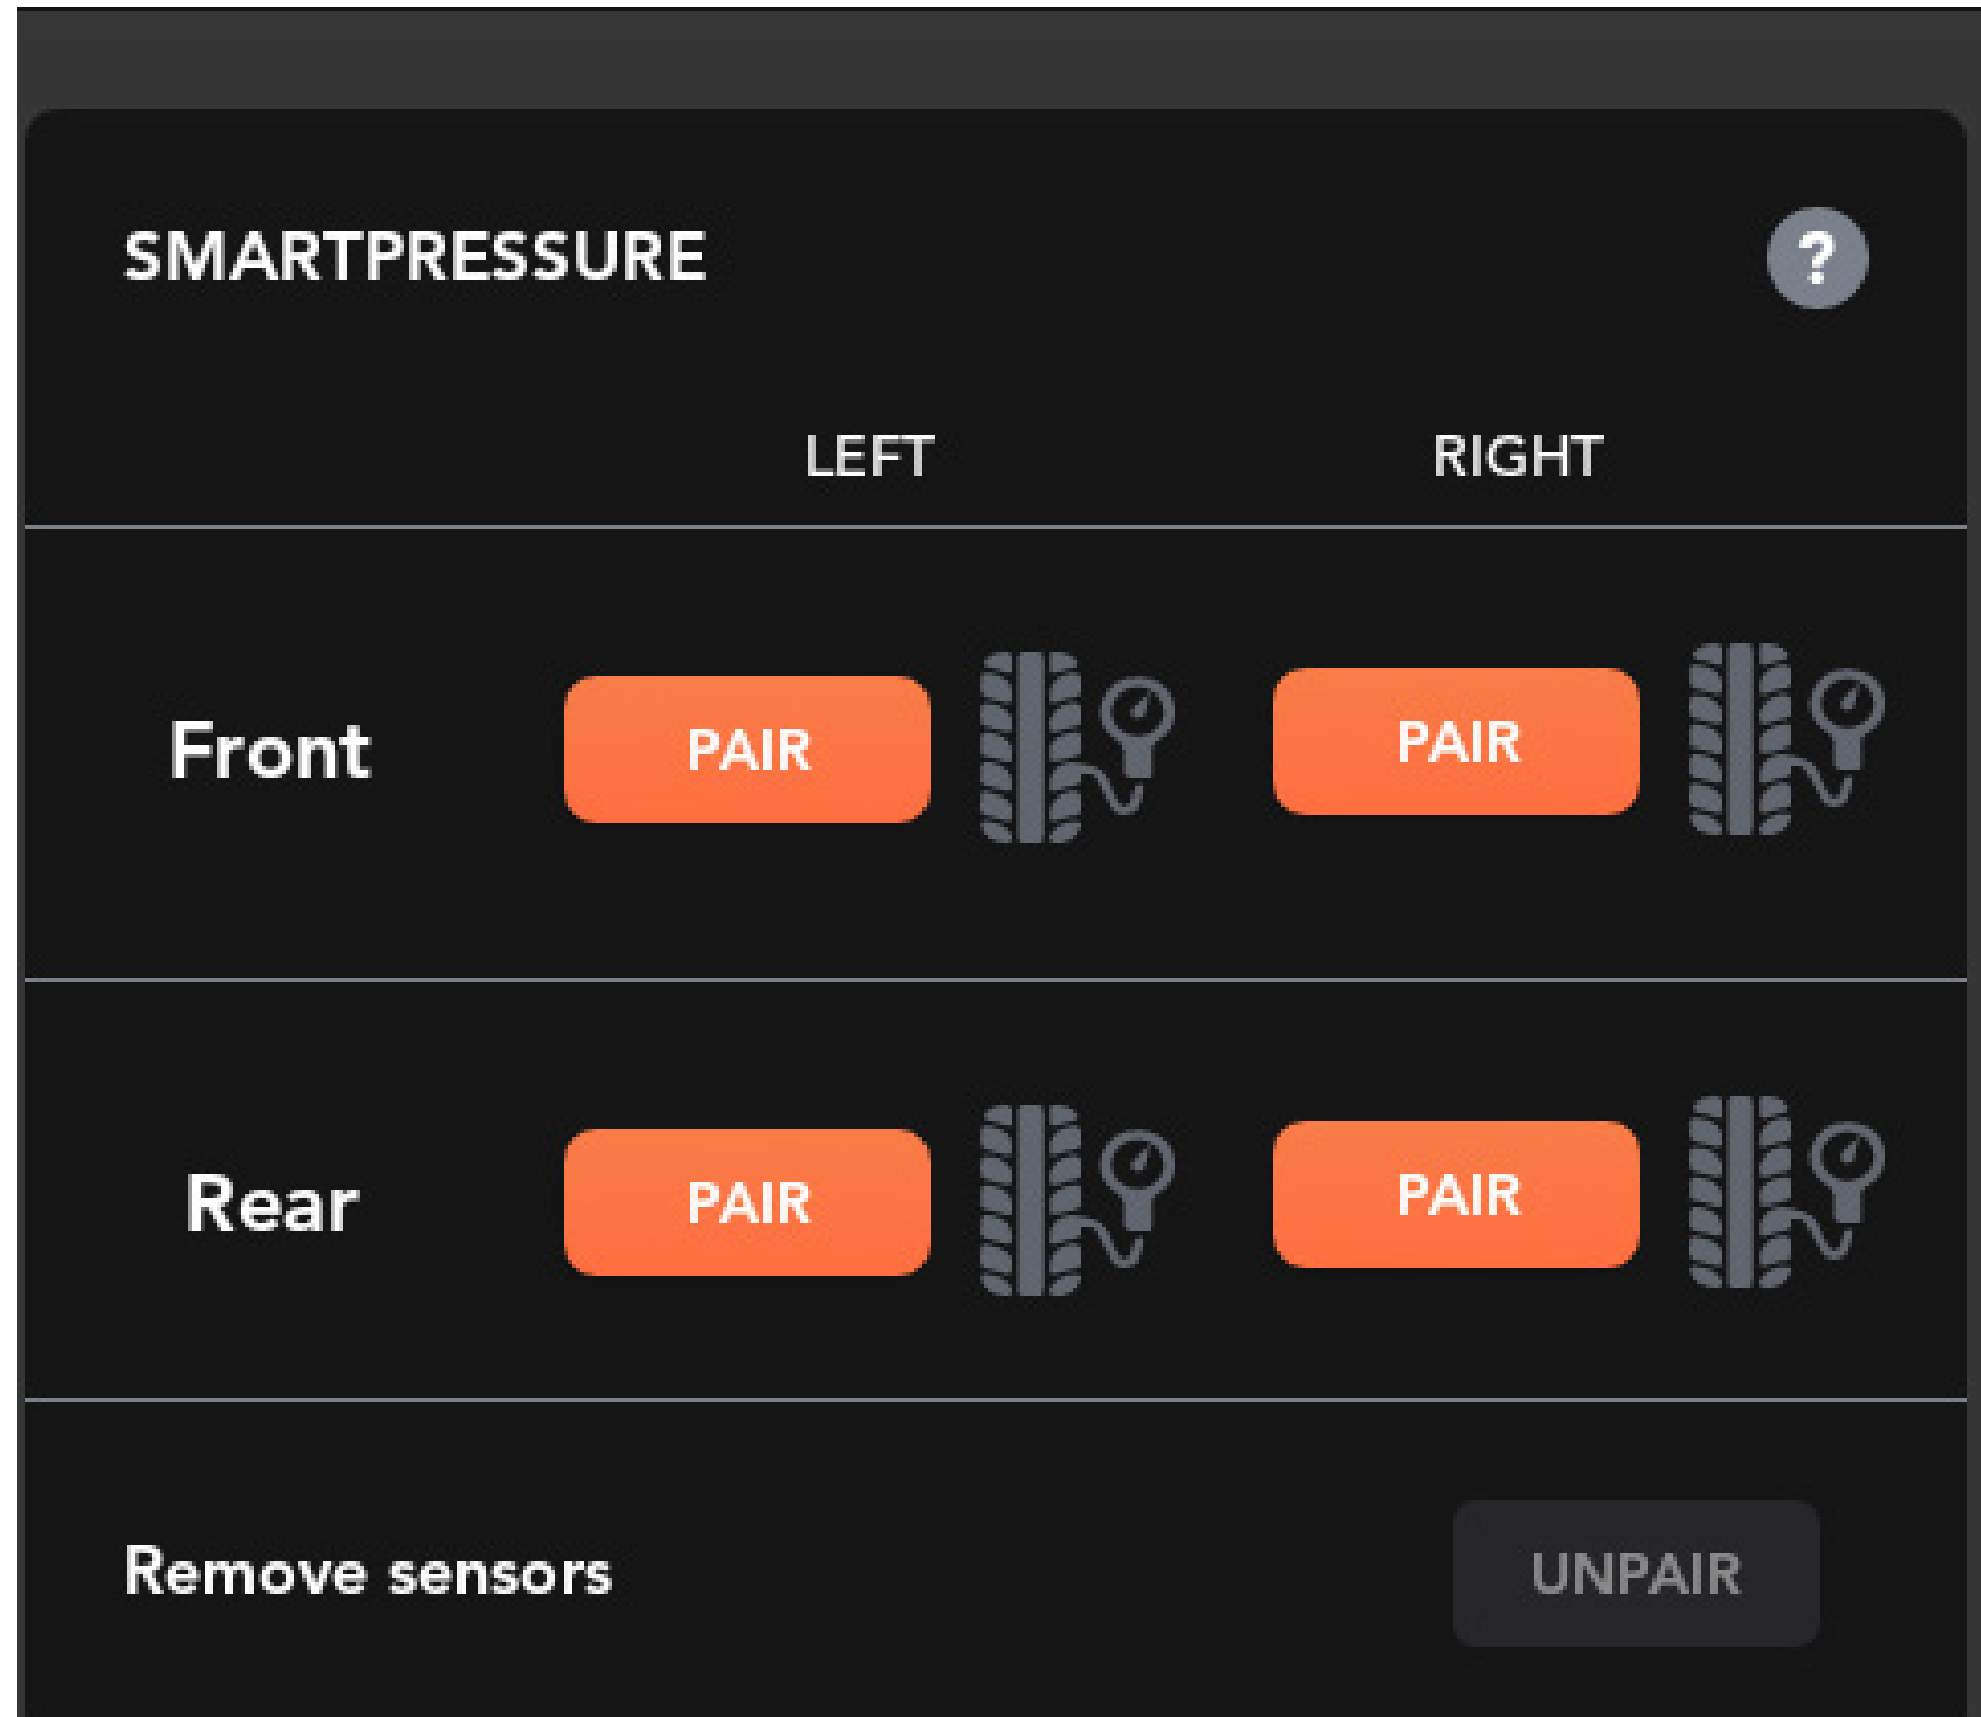 SMARTPRESSURE ?
LEFT RIGHT
Front PAIR PAIR
Rear PAIR PAIR
Remove sensors UNPAIR